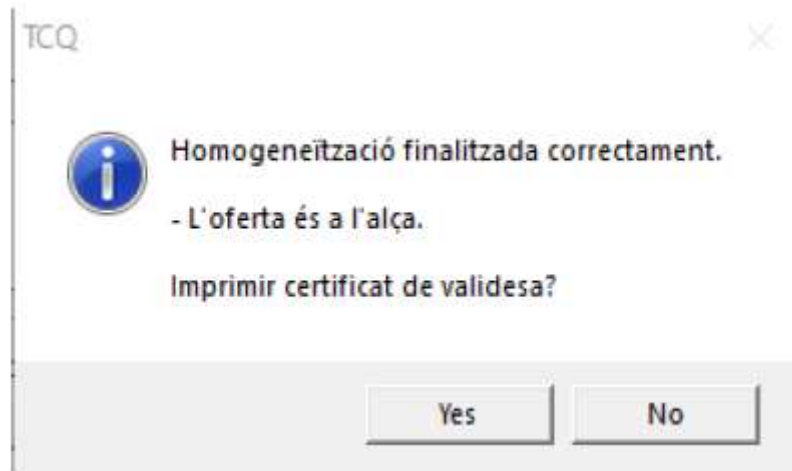 TCQ
Homogeneïtzació finalitzada correctament.
- L'oferta és a l'alça.
Imprimir certificat de validesa?
Yes
No